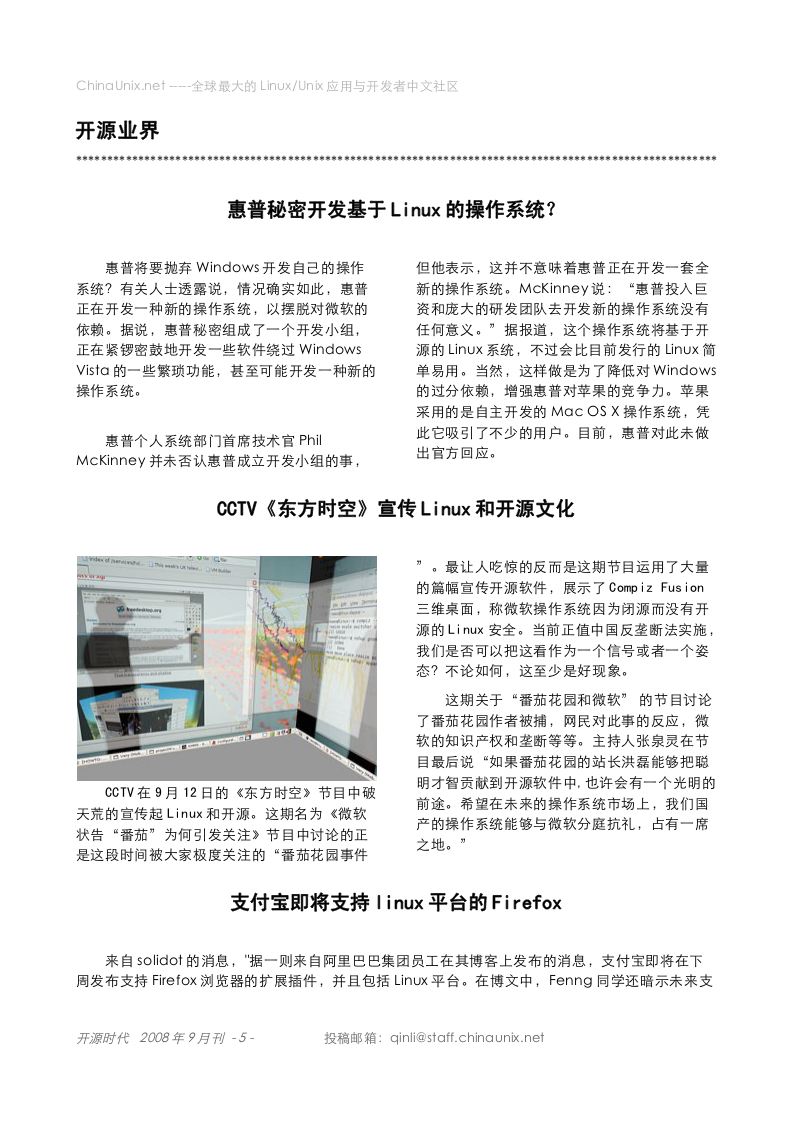 ChinaUnix.net -----全球最大的 Linux/Unix 应用与开发者中文社区
开源业界
*******************************************************************************************************
惠普秘密开发基于 Linux 的操作系统？
惠普将要抛弃 Windows 开发自己的操作
系统？有关人士透露说，情况确实如此，惠普
正在开发一种新的操作系统，以摆脱对微软的
依赖。据说，惠普秘密组成了一个开发小组，
正在紧锣密鼓地开发一些软件绕过 Windows
Vista 的一些繁琐功能，甚至可能开发一种新的
操作系统。
惠普个人系统部门首席技术官 Phil
McKinney 并未否认惠普成立开发小组的事，
但他表示，这并不意味着惠普正在开发一套全
新的操作系统。McKinney 说：“惠普投入巨
资和庞大的研发团队去开发新的操作系统没有
任何意义。”据报道，这个操作系统将基于开
源的 Linux 系统，不过会比目前发行的 Linux 简
单易用。当然，这样做是为了降低对 Windows
的过分依赖，增强惠普对苹果的竞争力。苹果
采用的是自主开发的 Mac OS X 操作系统，凭
此它吸引了不少的用户。目前，惠普对此未做
出官方回应。
CCTV《东方时空》宣传 Linux 和开源文化
freedesktop.org
CCTV 在 9 月 12 日的《东方时空》节目中破
天荒的宣传起 Linux 和开源。这期名为《微软
状告“番茄”为何引发关注》节目中讨论的正
是这段时间被大家极度关注的“番茄花园事件
”。最让人吃惊的反而是这期节目运用了大量
的篇幅宣传开源软件，展示了 Compiz Fusion
三维桌面，称微软操作系统因为闭源而没有开
源的 Linux 安全。当前正值中国反垄断法实施，
我们是否可以把这看作为一个信号或者一个姿
态？不论如何，这至少是好现象。
这期关于“番茄花园和微软” 的节目讨论
了番茄花园作者被捕，网民对此事的反应，微
软的知识产权和垄断等等。主持人张泉灵在节
目最后说“如果番茄花园的站长洪磊能够把聪
明才智贡献到开源软件中,也许会有一个光明的
前途。希望在未来的操作系统市场上，我们国
产的操作系统能够与微软分庭抗礼，占有一席
之地。”
支付宝即将支持 linux 平台的 Firefox
来自 solidot 的消息，"据一则来自阿里巴巴集团员工在其博客上发布的消息，支付宝即将在下
周发布支持 Firefox 浏览器的扩展插件，并且包括 Linux 平台。在博文中，Fenng 同学还暗示未来支
开源时代 2008 年 9 月刊 - 5 - 投稿邮箱：qinli@staff.chinaunix.net